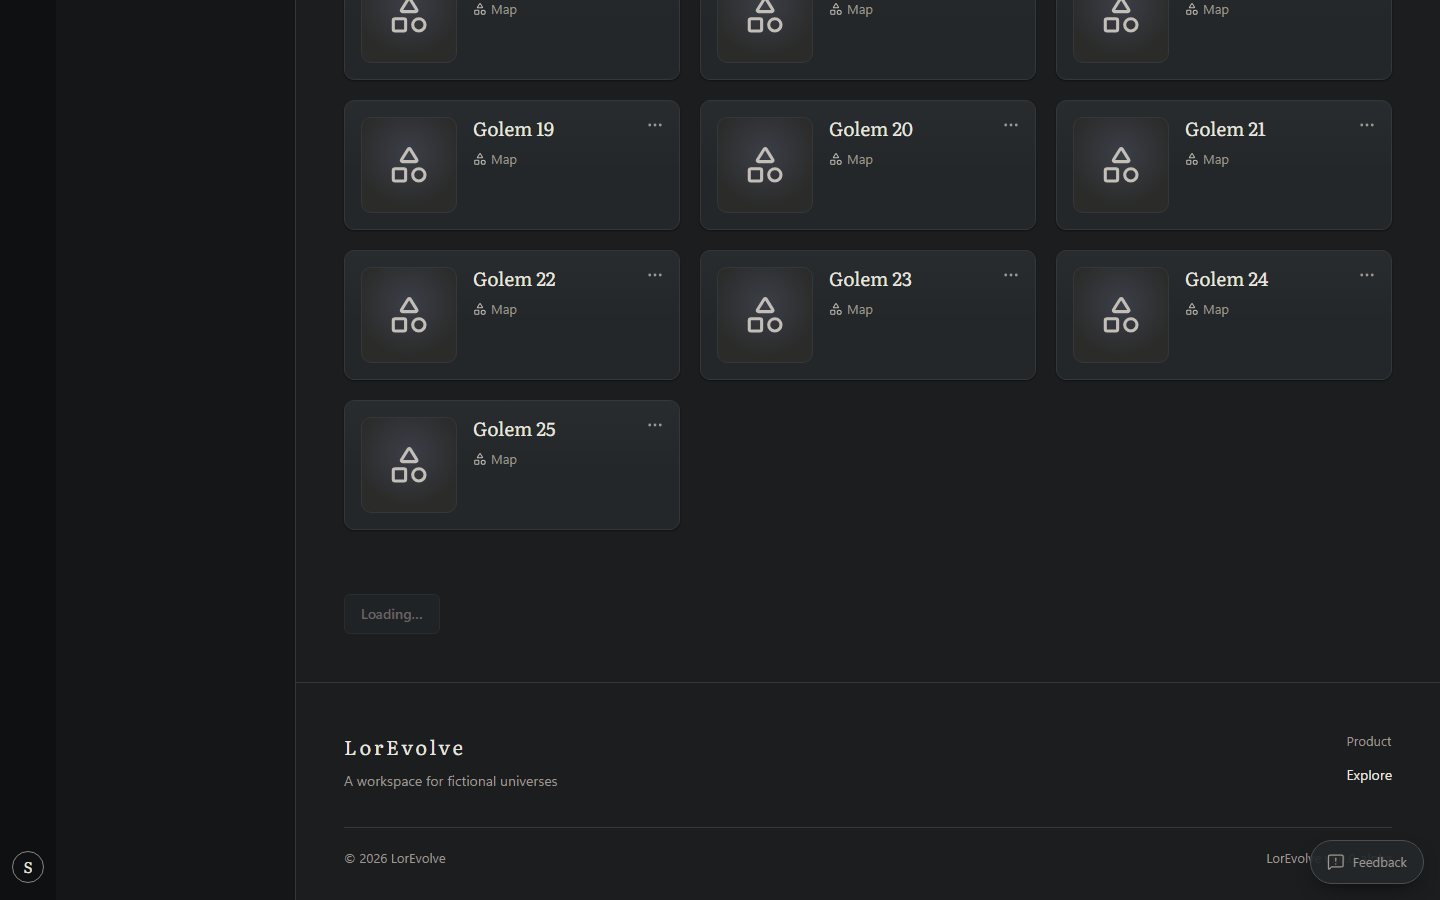 Map
Map
Map
Golem 19
Map
Golem 20
Map
Golem 21
Map
Golem 22
Map
Golem 23
Map
Golem 24
Map
Golem 25
Map
Loading...
LorEvolve
A workspace for fictional universes
Product
Explore
© 2026 LorEvolve
S
Feedback